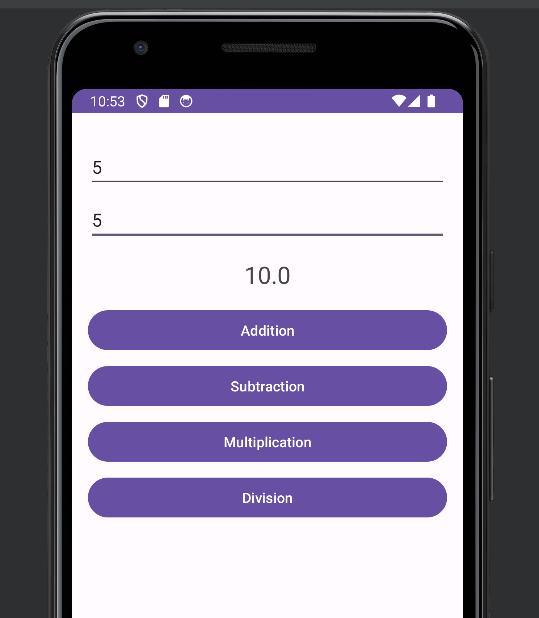 10:53
5
5
10.0
Addition
Subtraction
Multiplication
Division